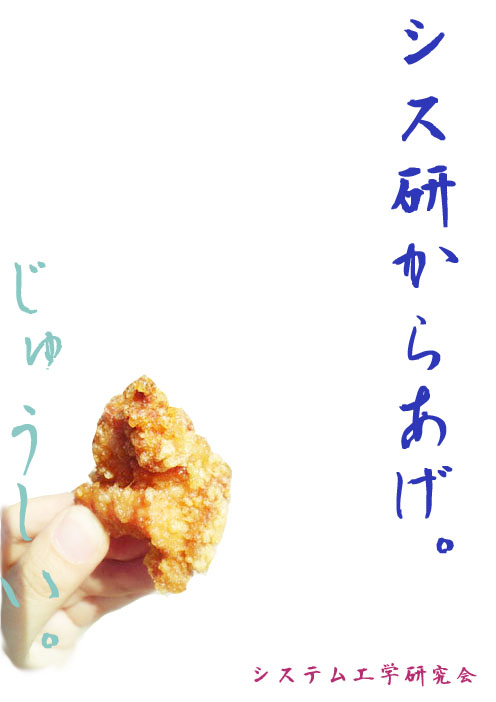 シス研からあげ。
じゅうしい。
システム工学研究会